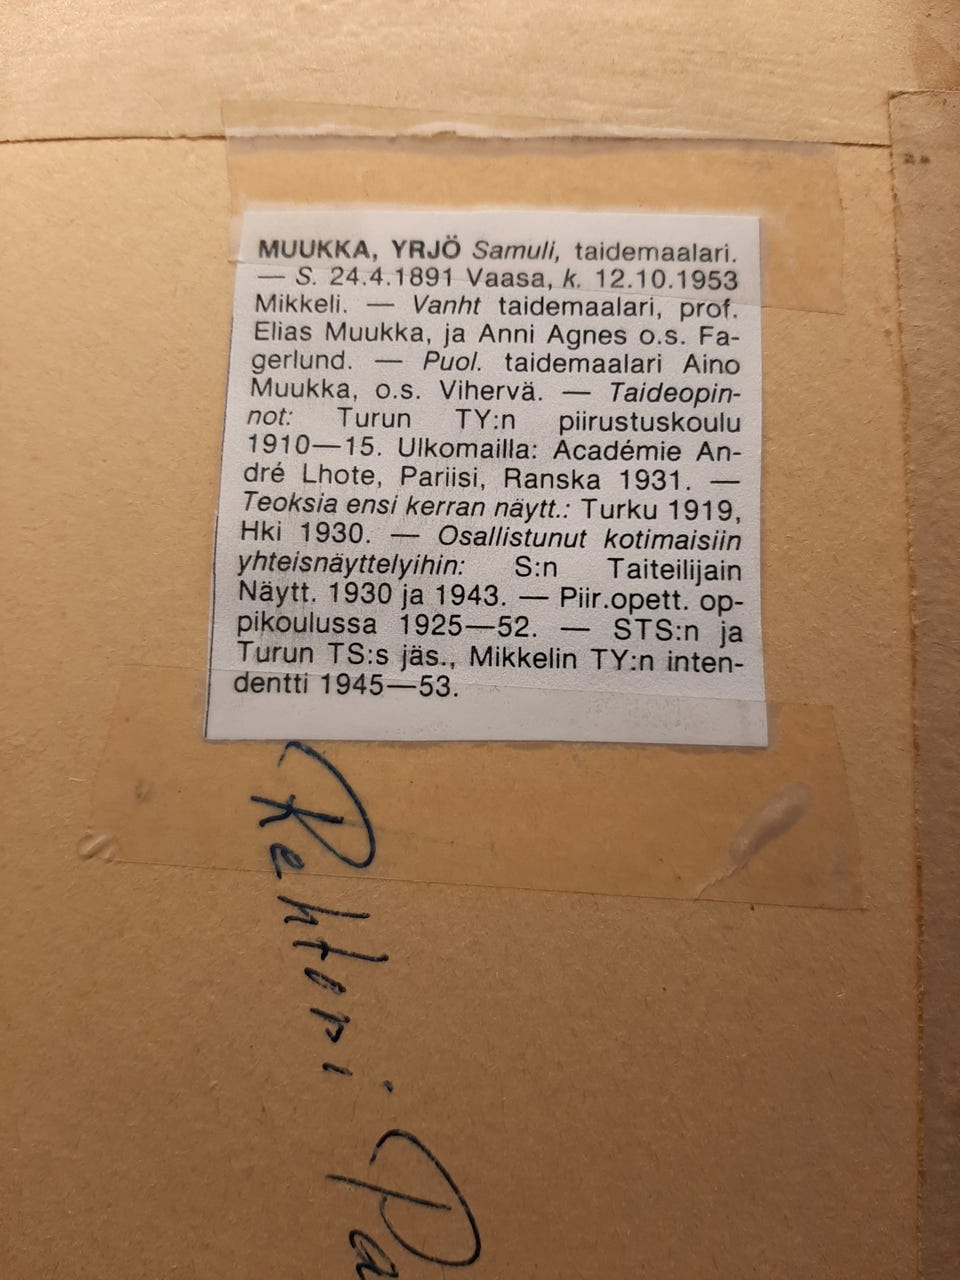 MUUKKA, YRJÖ Samuli, taidemaalari.
— S. 24.4.1891 Vaasa, k. 12.10.1953
Mikkeli. — Vanht taidemaalari, prof.
Elias Muukka, ja Anni Agnes o.s. Fa-
gerlund. — Puol. taidemaalari Aino
Muukka, o.s. Vihervä. — Taideopin-
not: Turun TY:n piirustuskoulu
1910—15. Ulkomailla: Académie An-
dré Lhote, Pariisi, Ranska 1931. —
Teoksia ensi kerran näytt.: Turku 1919,
Hki 1930. — Osallistunut kotimaisiin
yhteisnäyttelyihin: S:n Taiteilijain
Näytt. 1930 ja 1943. — Piir.opett. op-
pikoulussa 1925—52. — STS:n ja
Turun TS:s jäs., Mikkelin TY:n inten-
dentti 1945—53.
Rehtori Pa